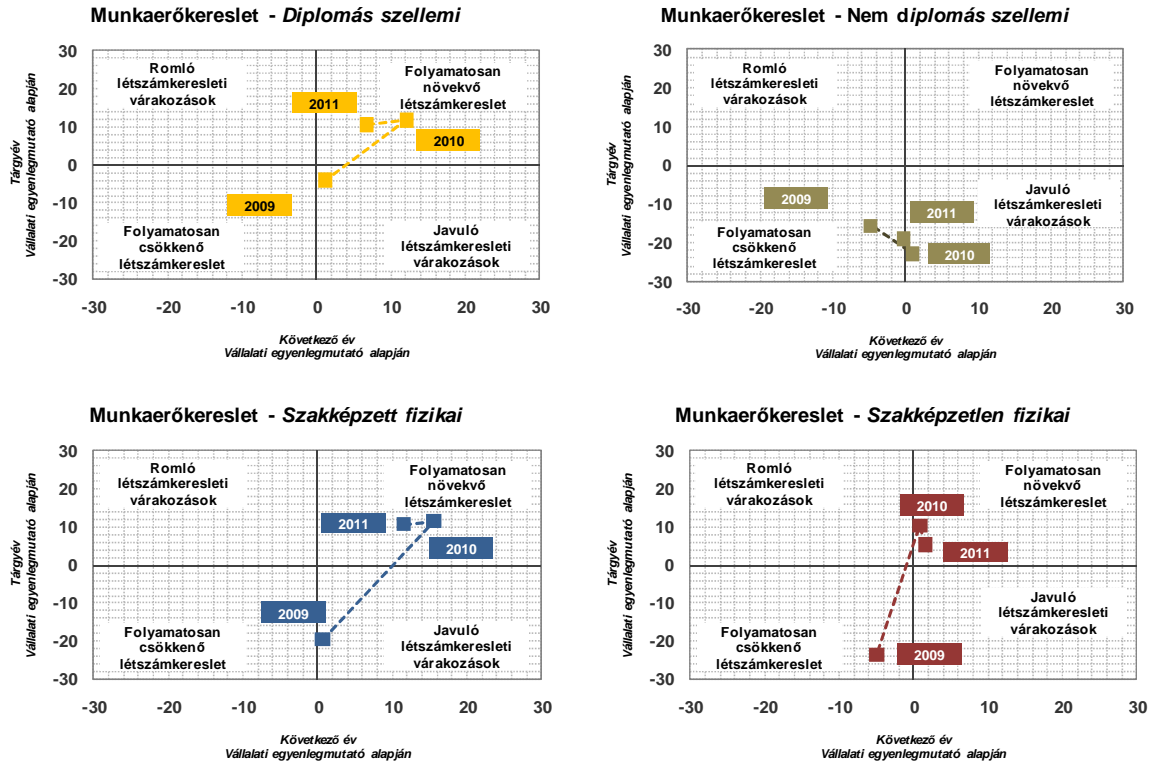 Munkaerőkereslet - Diplomás szellemi
Tárgyév
Vállalati egyenlegmutató alapján
30
20
10
0
-10
-20
-30
Romló
létszámkeresleti
várakozások
Folyamatosan
növekvő
létszámkereslet
2011
2010
2009
Folyamatosan
csökkenő
létszámkereslet
Javuló
létszámkeresleti
várakozások
-30 -20 -10 0 10 20 30
Következő év
Vállalati egyenlegmutató alapján
Munkaerőkereslet - Nem diplomás szellemi
Tárgyév
Vállalati egyenlegmutató alapján
30
20
10
0
-10
-20
-30
Romló
létszámkeresleti
várakozások
Folyamatosan
növekvő
létszámkereslet
2009
2011
2010
Folyamatosan
csökkenő
létszámkereslet
Javuló
létszámkeresleti
várakozások
-30 -20 -10 0 10 20 30
Következő év
Vállalati egyenlegmutató alapján
Munkaerőkereslet - Szakképzett fizikai
Tárgyév
Vállalati egyenlegmutató alapján
30
20
10
0
-10
-20
-30
Romló
létszámkeresleti
várakozások
Folyamatosan
növekvő
létszámkereslet
2011
2010
2009
Folyamatosan
csökkenő
létszámkereslet
Javuló
létszámkeresleti
várakozások
-30 -20 -10 0 10 20 30
Következő év
Vállalati egyenlegmutató alapján
Munkaerőkereslet - Szakképzetlen fizikai
Tárgyév
Vállalati egyenlegmutató alapján
30
20
10
0
-10
-20
-30
Romló
létszámkeresleti
várakozások
Folyamatosan
növekvő
létszámkereslet
2010
2011
Javuló
létszámkeresleti
várakozások
Folyamatosan
csökkenő
létszámkereslet
2009
-30 -20 -10 0 10 20 30
Következő év
Vállalati egyenlegmutató alapján